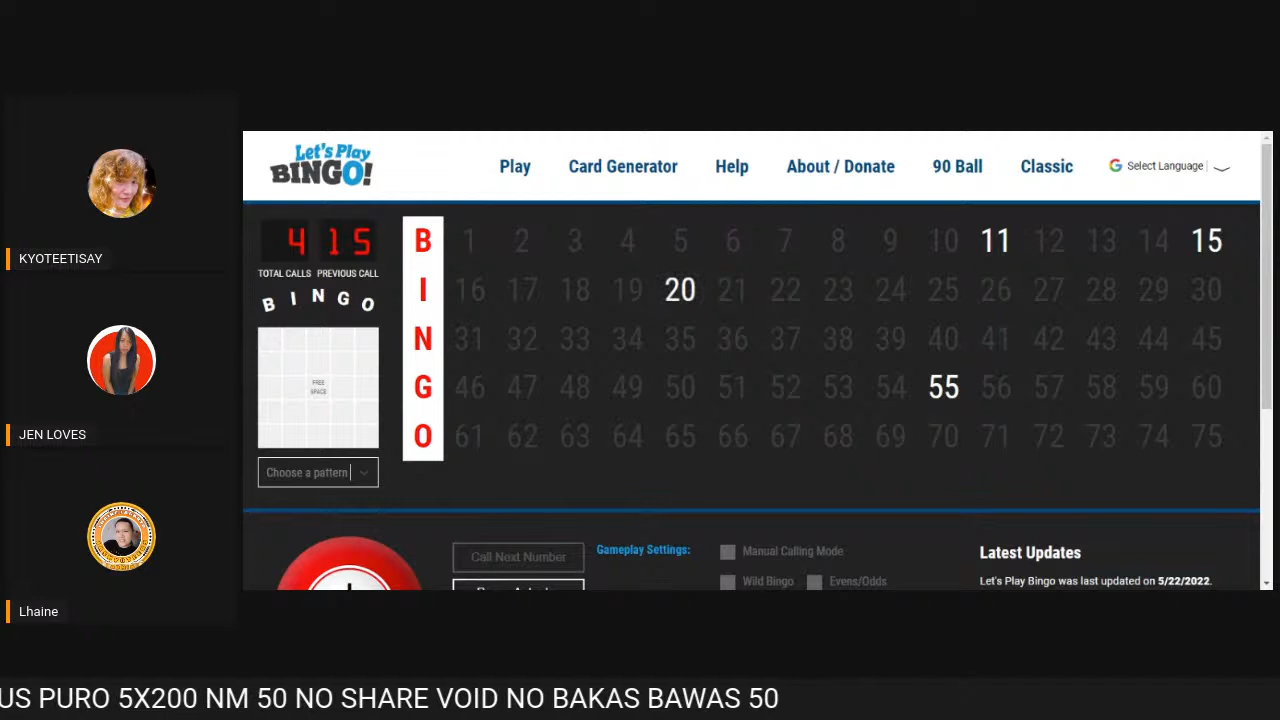 KYOTEETISAY
JEN LOVES
Lhaine
Let's Play
BINGO!
Play Card Generator Help About / Donate 90 Ball Classic Select Language
4 15
TOTAL CALLS PREVIOUS CALL
B I N G O
FREE
SPACE
Choose a pattern
B 1 2 3 4 5 6 7 8 9 10 11 12 13 14 15
I 16 17 18 19 20 21 22 23 24 25 26 27 28 29 30
N 31 32 33 34 35 36 37 38 39 40 41 42 43 44 45
G 46 47 48 49 50 51 52 53 54 55 56 57 58 59 60
O 61 62 63 64 65 66 67 68 69 70 71 72 73 74 75
Call Next Number
Gameplay Settings:
Manual Calling Mode
Wild Bingo Evens/Odds
Latest Updates
Let's Play Bingo was last updated on 5/22/2022.
US PURO 5X200 NM 50 NO SHARE VOID NO BAKAS BAWAS 50